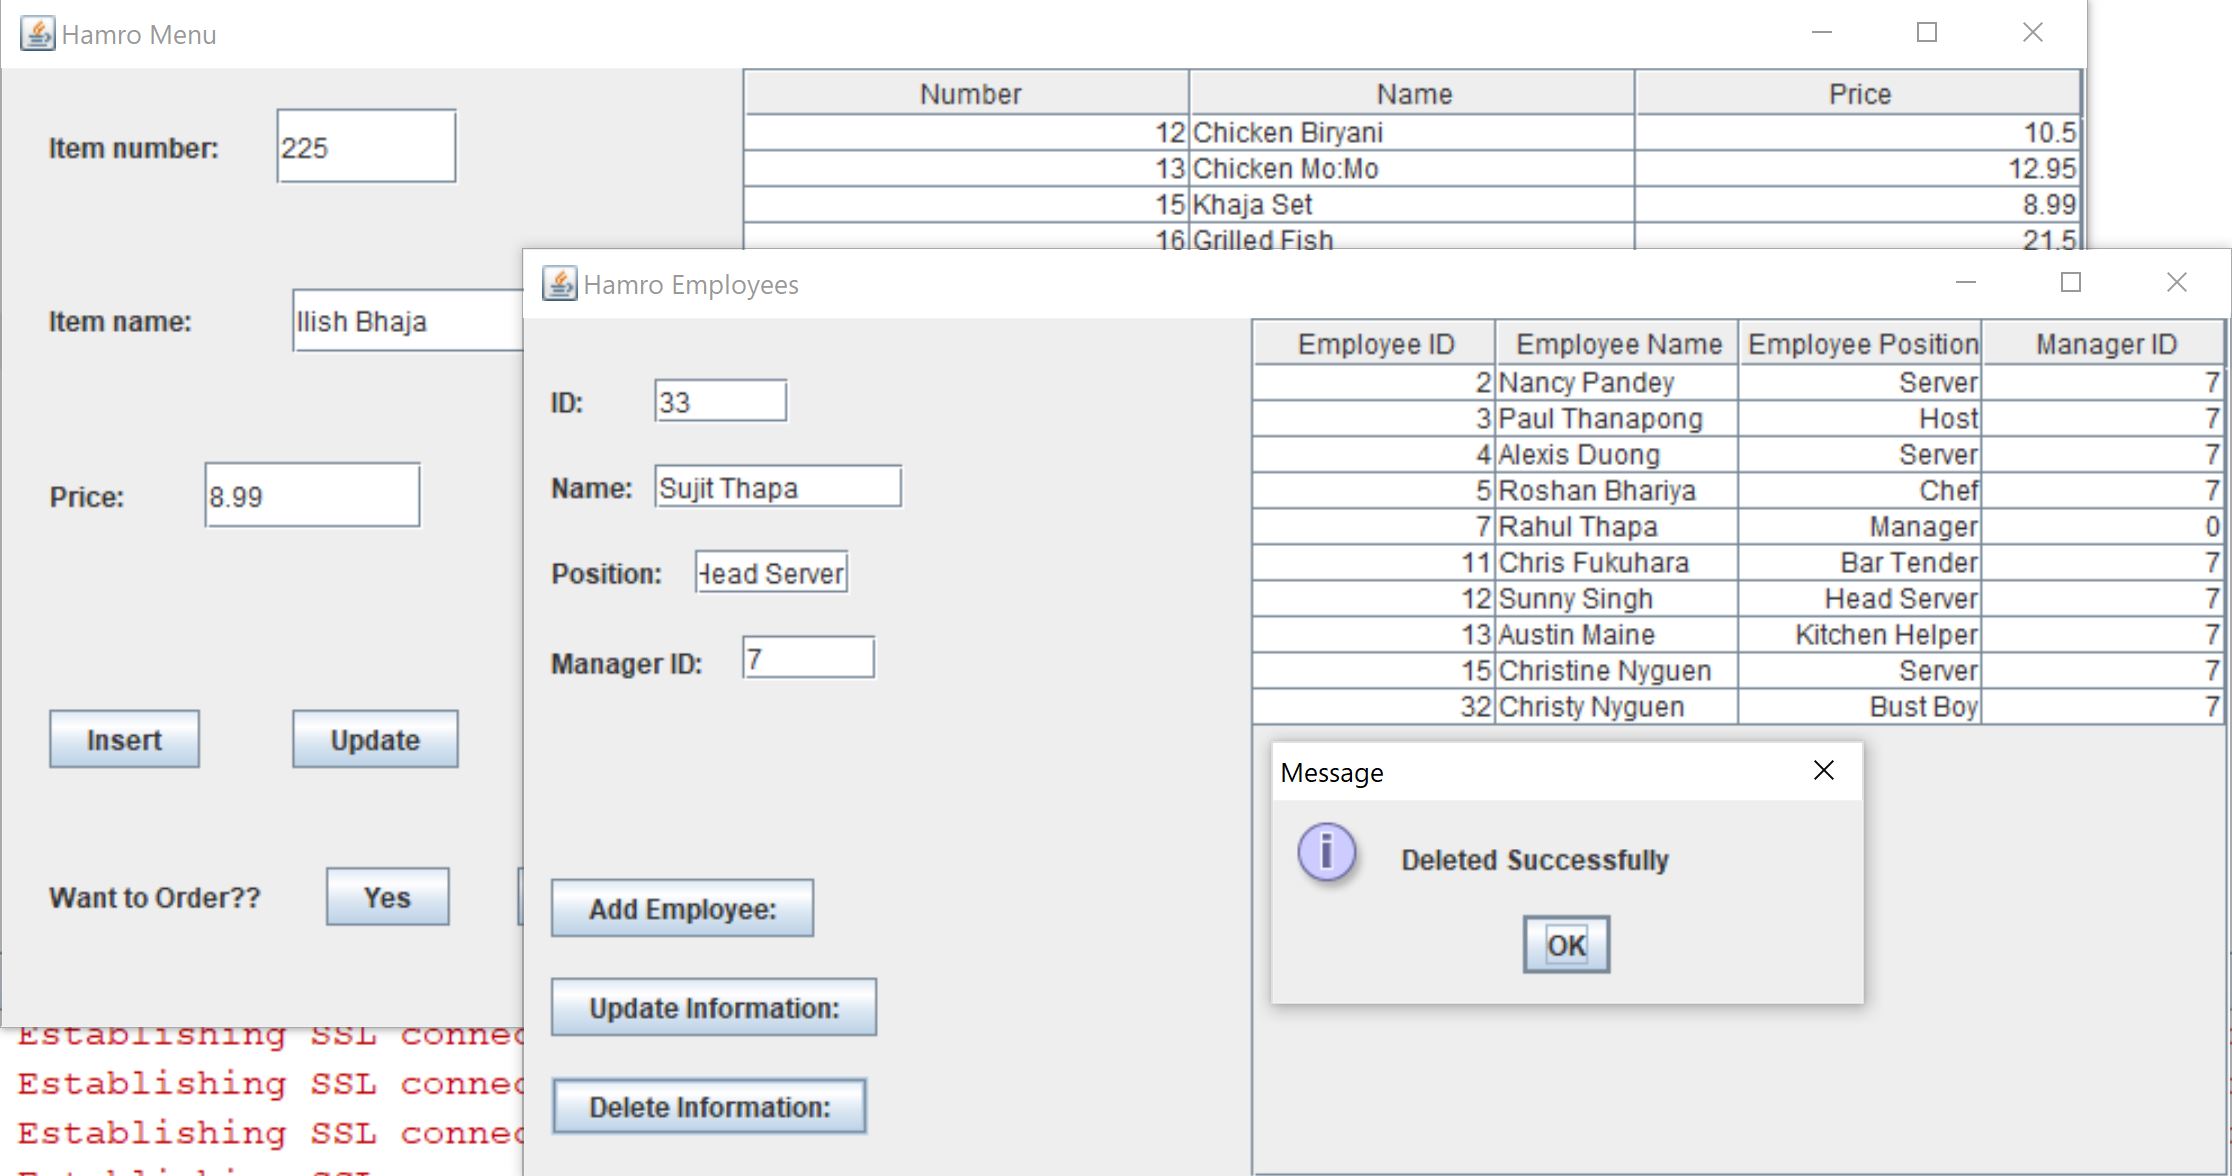 Hamro Menu
Item number: 225
Item name: Ilish Bhaja
Price: 8.99
Insert Update
Want to Order?? Yes
Number Name Price
12 Chicken Biryani 10.5
13 Chicken Mo:Mo 12.95
15 Khaja Set 8.99
16 Grilled Fish 21.5
Hamro Employees
ID: 33
Name: Sujit Thapa
Position: Head Server
Manager ID: 7
Add Employee:
Update Information:
Delete Information:
Employee ID Employee Name Employee Position Manager ID
2 Nancy Pandey Server 7
3 Paul Thanapong Host 7
4 Alexis Duong Server 7
5 Roshan Bhariya Chef 7
7 Rahul Thapa Manager 0
11 Chris Fukuhara Bar Tender 7
12 Sunny Singh Head Server 7
13 Austin Maine Kitchen Helper 7
15 Christine Nyguen Server 7
32 Christy Nyguen Bust Boy 7
Message
Deleted Successfully
OK
Establishing SSL connec
Establishing SSL connec
Establishing SSL connec